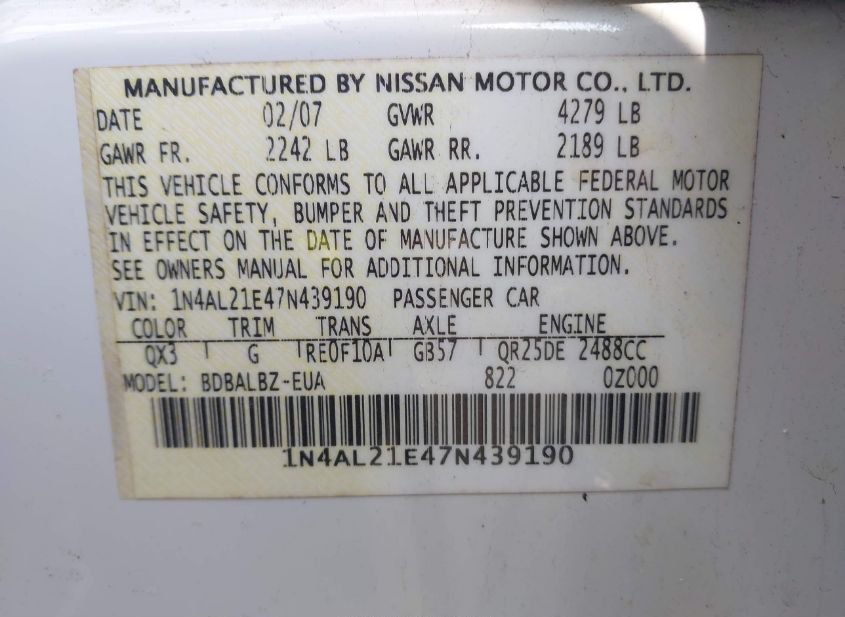 MANUFACTURED BY NISSAN MOTOR CO., LTD.
DATE 02/07 GVWR 4279 LB
GAWR FR. 2242 LB GAWR RR. 2189 LB
THIS VEHICLE CONFORMS TO ALL APPLICABLE FEDERAL MOTOR
VEHICLE SAFETY, BUMPER AND THEFT PREVENTION STANDARDS
IN EFFECT ON THE DATE OF MANUFACTURE SHOWN ABOVE.
SEE OWNERS MANUAL FOR ADDITIONAL INFORMATION.
VIN: 1N4AL21E47N439190 PASSENGER CAR
COLOR TRIM TRANS AXLE ENGINE
QX3 G RE0F10A GB57 QR25DE 2488CC
MODEL: BDBALBZ-EUA 822 0Z000
1N4AL21E47N439190